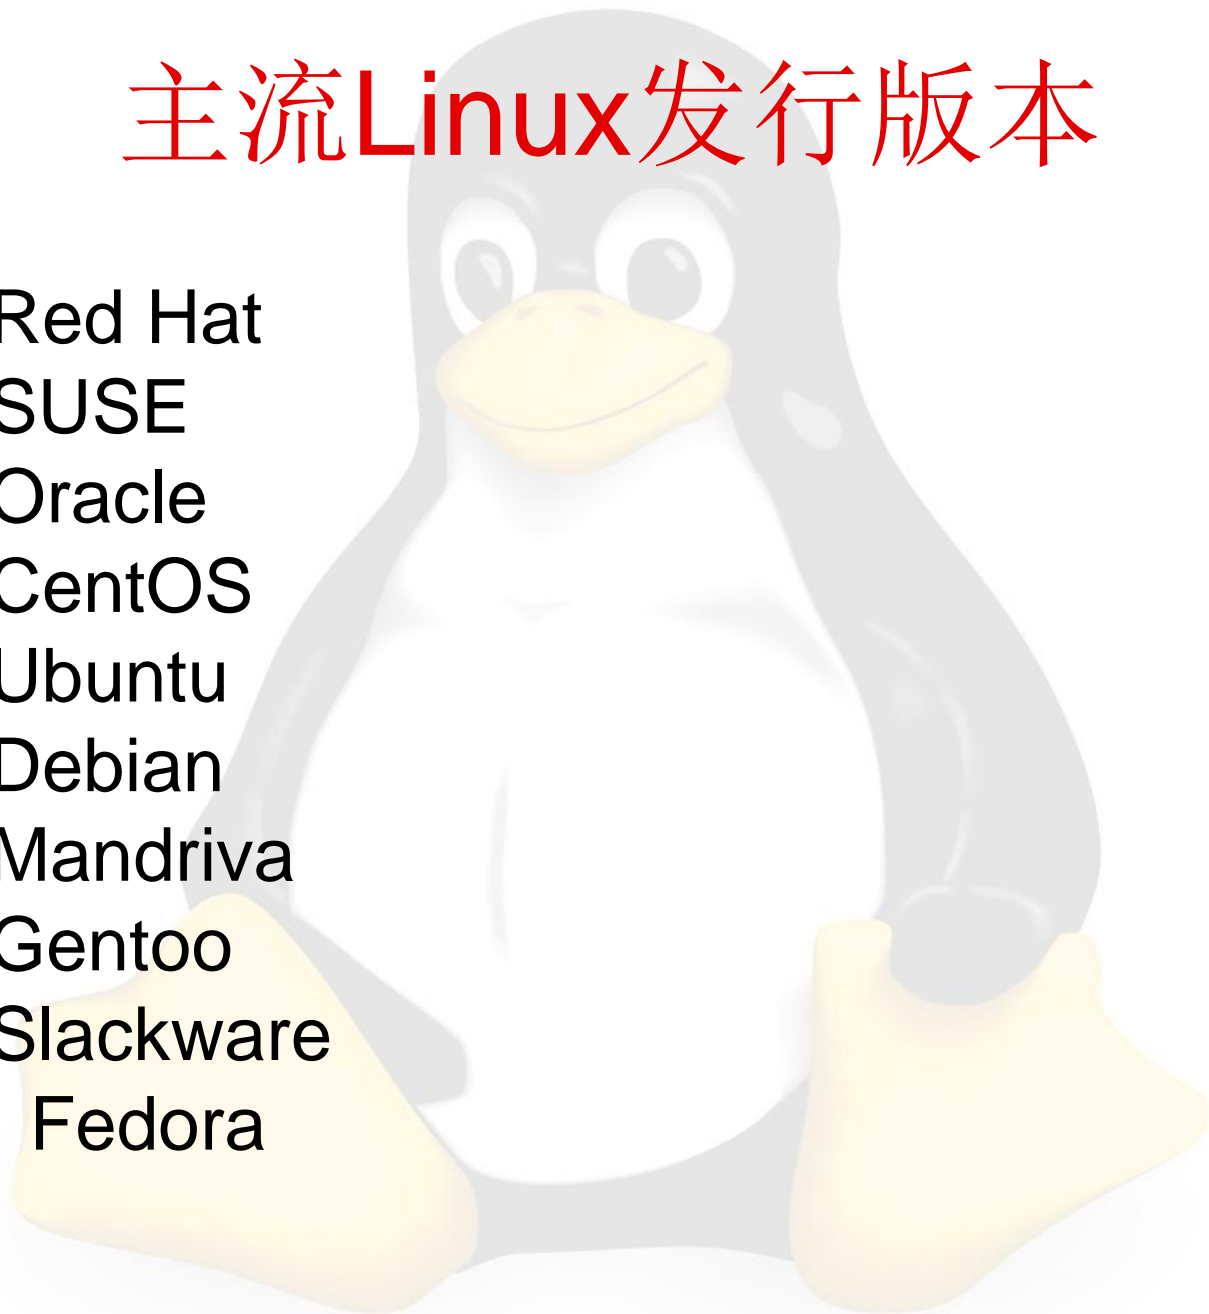 主流Linux发行版本
Red Hat
SUSE
Oracle
CentOS
Ubuntu
Debian
Mandriva
Gentoo
Slackware
Fedora